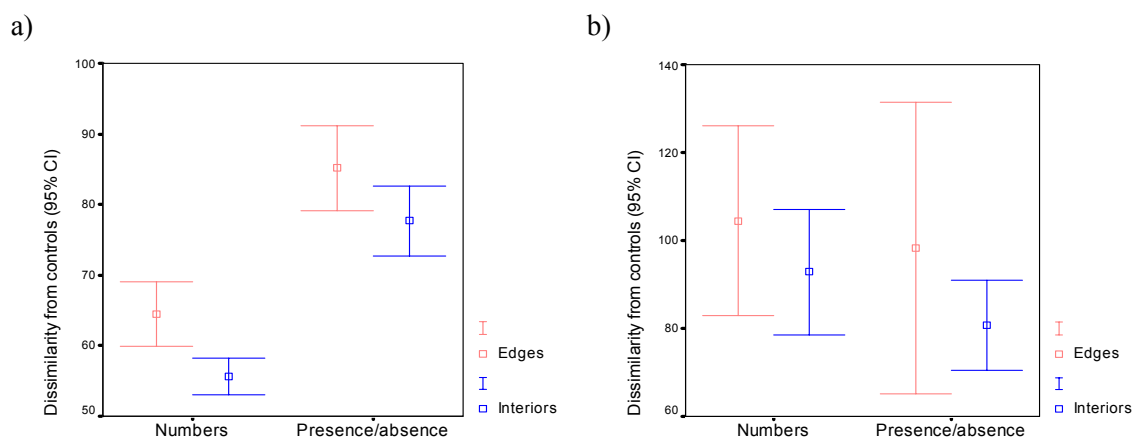 a)
Dissimilarity from controls (95% CI)
100
90
80
70
60
50
Numbers
Presence/absence
Edges
Interiors
b)
Dissimilarity from controls (95% CI)
140
120
100
80
60
Numbers
Presence/absence
Edges
Interiors